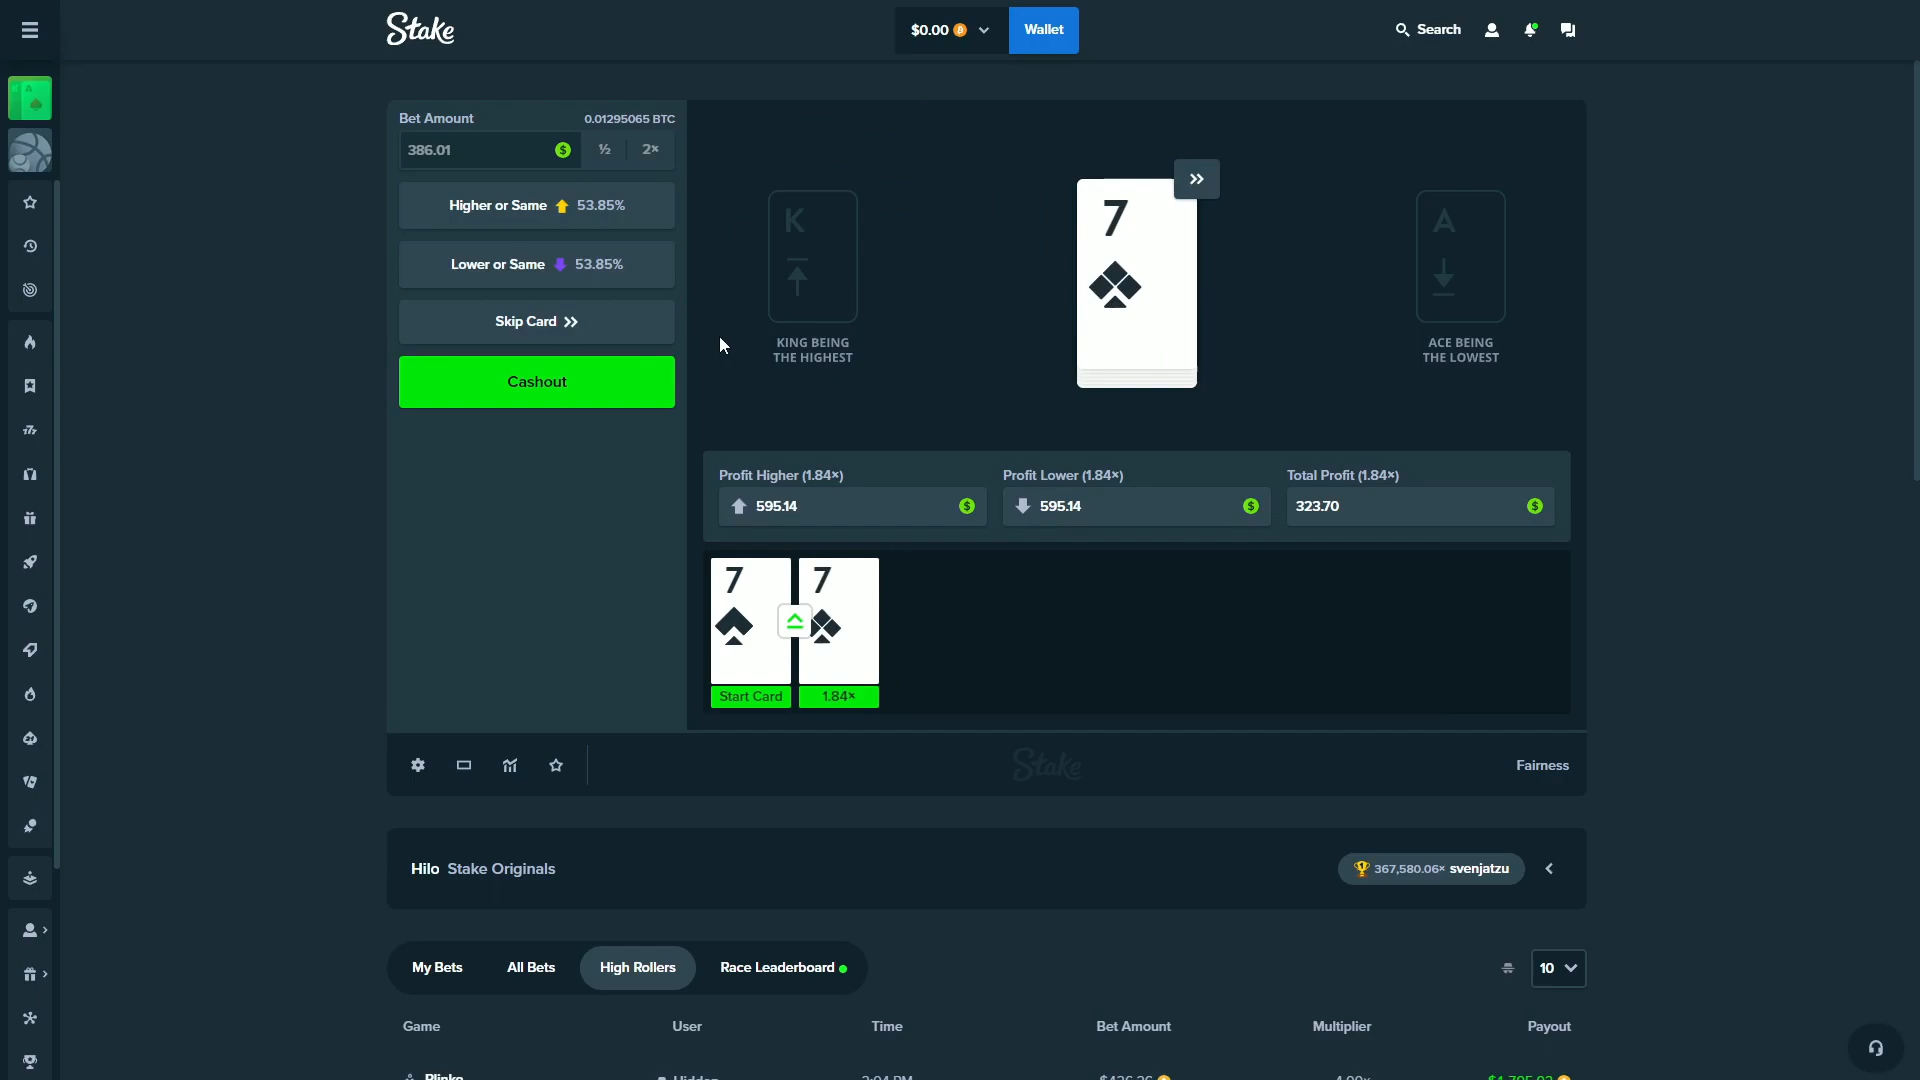 Stake
$0.00
Wallet
Search
Bet Amount
0.01295065 BTC
386.01
½
2×
Higher or Same 53.85%
Lower or Same 53.85%
Skip Card
Cashout
K
KING BEING
THE HIGHEST
7
A
ACE BEING
THE LOWEST
Profit Higher (1.84×)
Profit Lower (1.84×)
Total Profit (1.84×)
595.14
595.14
323.70
7
7
Start Card
1.84×
Stake
Fairness
Hilo Stake Originals
367,580.06× svenjatzu
My Bets
All Bets
High Rollers
Race Leaderboard
10
Game
User
Time
Bet Amount
Multiplier
Payout
Plinko
Hidden